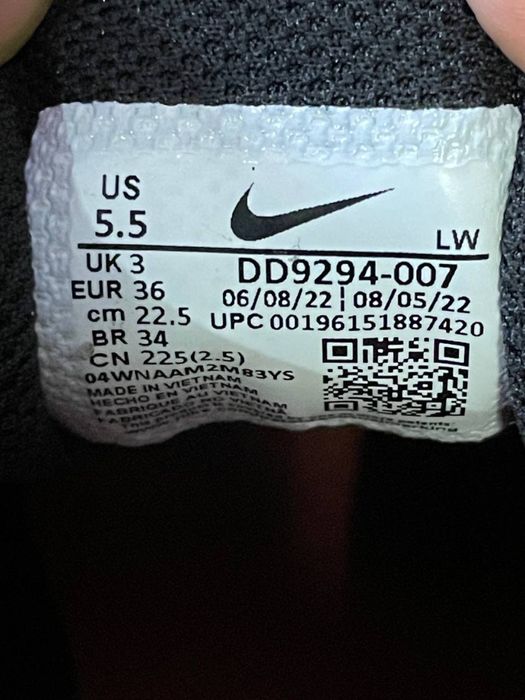 US
5.5
LW
UK 3
EUR 36
cm 22.5
BR 34
CN 225(2.5)
DD9294-007
06/08/22 | 08/05/22
UPC 00196151887420
04WNAAM2M83YS
MADE IN VIETNAM
HECHO EN VIETNAM
FABRIQUÉ AU VIETNAM